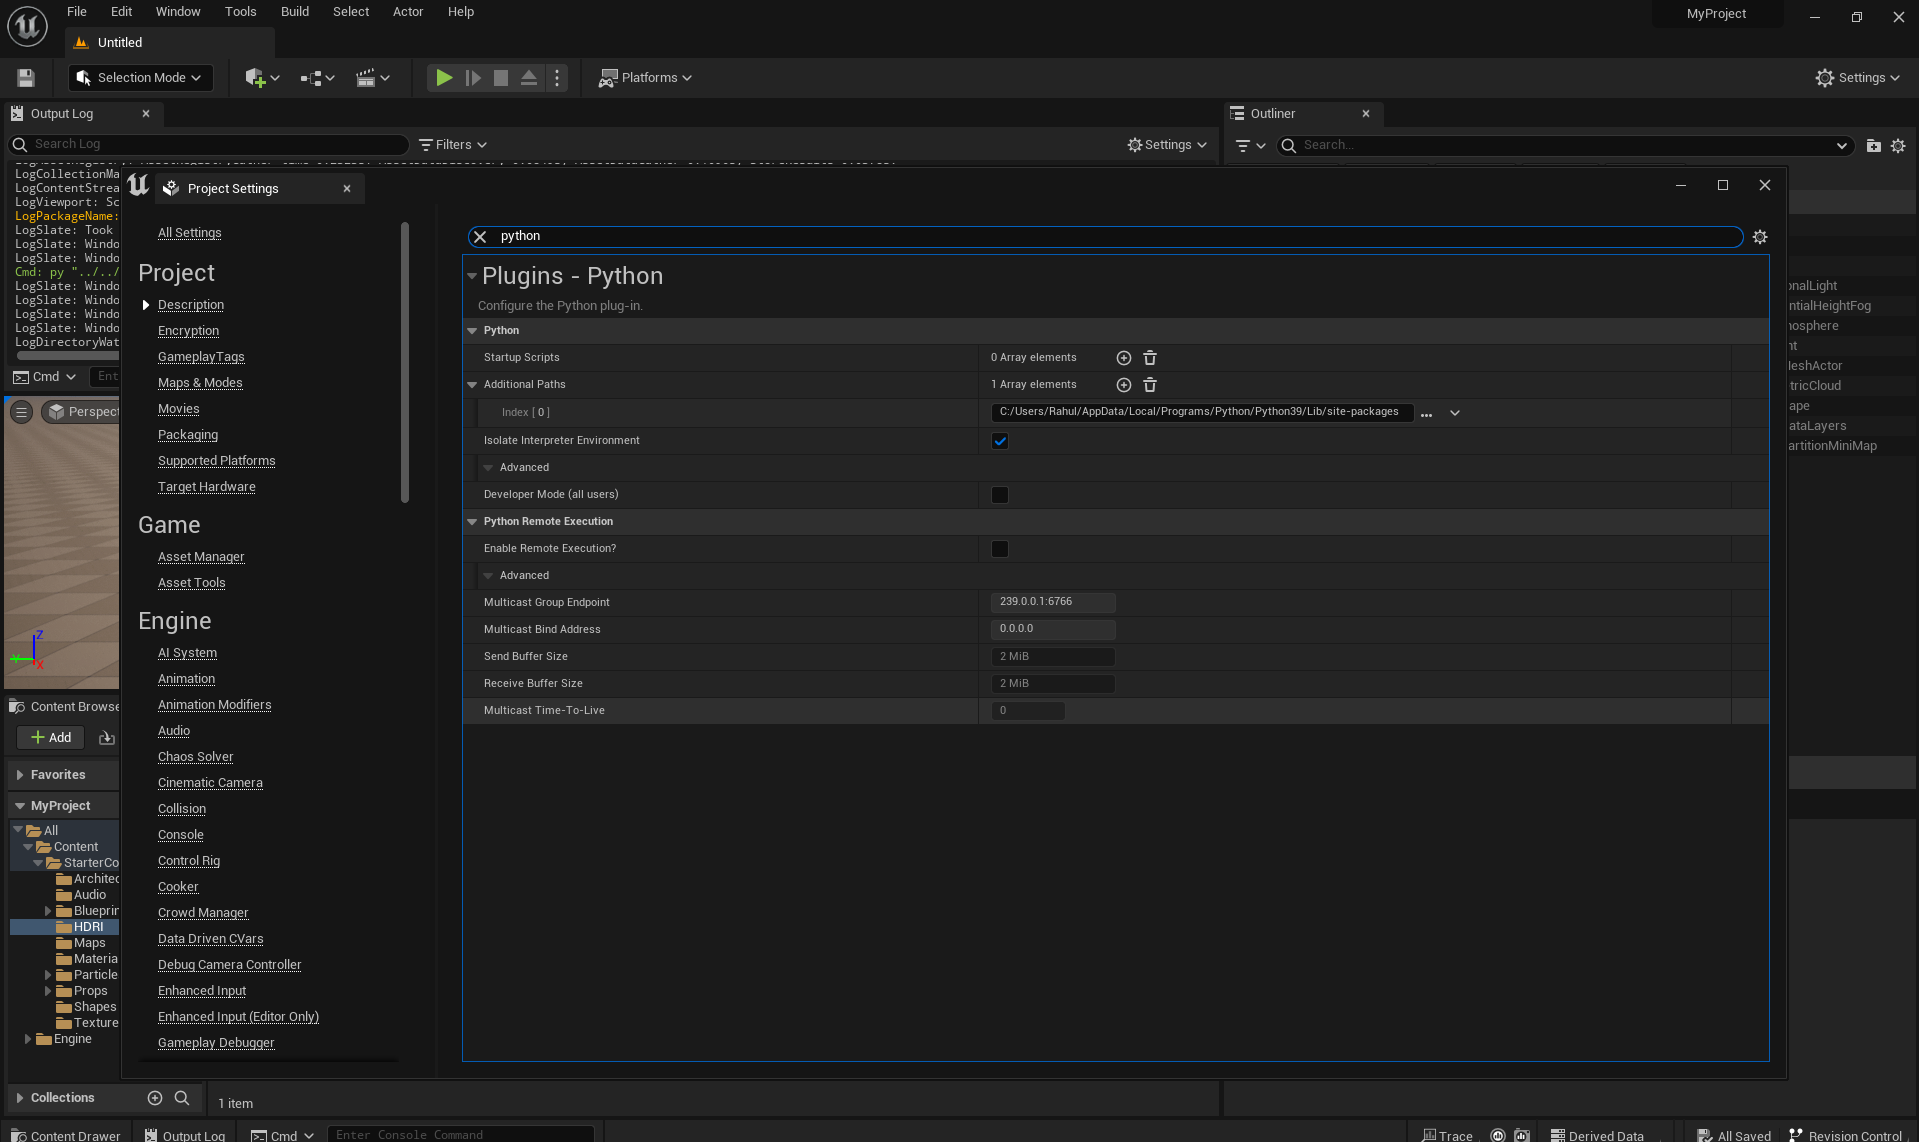 File Edit Window Tools Build Select Actor Help
MyProject
Untitled
Selection Mode
Platforms
Settings
Output Log
Outliner
Search Log
Filters
Settings
Search...
LogCollectionMa
LogContentStrea
LogViewport: Sc
LogPackageName:
LogSlate: Took
LogSlate: Windo
LogSlate: Windo
Cmd: py "../../
LogSlate: Windo
LogSlate: Windo
LogSlate: Windo
LogSlate: Windo
LogDirectoryWat
Cmd
Ent
Perspect
Z
Y
X
Content Browse
Add
Favorites
MyProject
All
Content
StarterCo
Architec
Audio
Blueprin
HDRI
Maps
Materia
Particle
Props
Shapes
Texture
Engine
Collections
1 item
Project Settings
All Settings
Project
Description
Encryption
GameplayTags
Maps & Modes
Movies
Packaging
Supported Platforms
Target Hardware
Game
Asset Manager
Asset Tools
Engine
AI System
Animation
Animation Modifiers
Audio
Chaos Solver
Cinematic Camera
Collision
Console
Control Rig
Cooker
Crowd Manager
Data Driven CVars
Debug Camera Controller
Enhanced Input
Enhanced Input (Editor Only)
Gameplay Debugger
python
Plugins - Python
Configure the Python plug-in.
Python
Startup Scripts 0 Array elements
Additional Paths 1 Array elements
Index [ 0 ] C:/Users/Rahul/AppData/Local/Programs/Python/Python39/Lib/site-packages
Isolate Interpreter Environment
Advanced
Developer Mode (all users)
Python Remote Execution
Enable Remote Execution?
Advanced
Multicast Group Endpoint 239.0.0.1:6766
Multicast Bind Address 0.0.0.0
Send Buffer Size 2 MiB
Receive Buffer Size 2 MiB
Multicast Time-To-Live 0
onalLight
ntialHeightFog
osphere
nt
eshActor
tricCloud
ape
ataLayers
artitionMiniMap
Content Drawer Output Log Cmd Enter Console Command
Trace Derived Data All Saved Revision Control